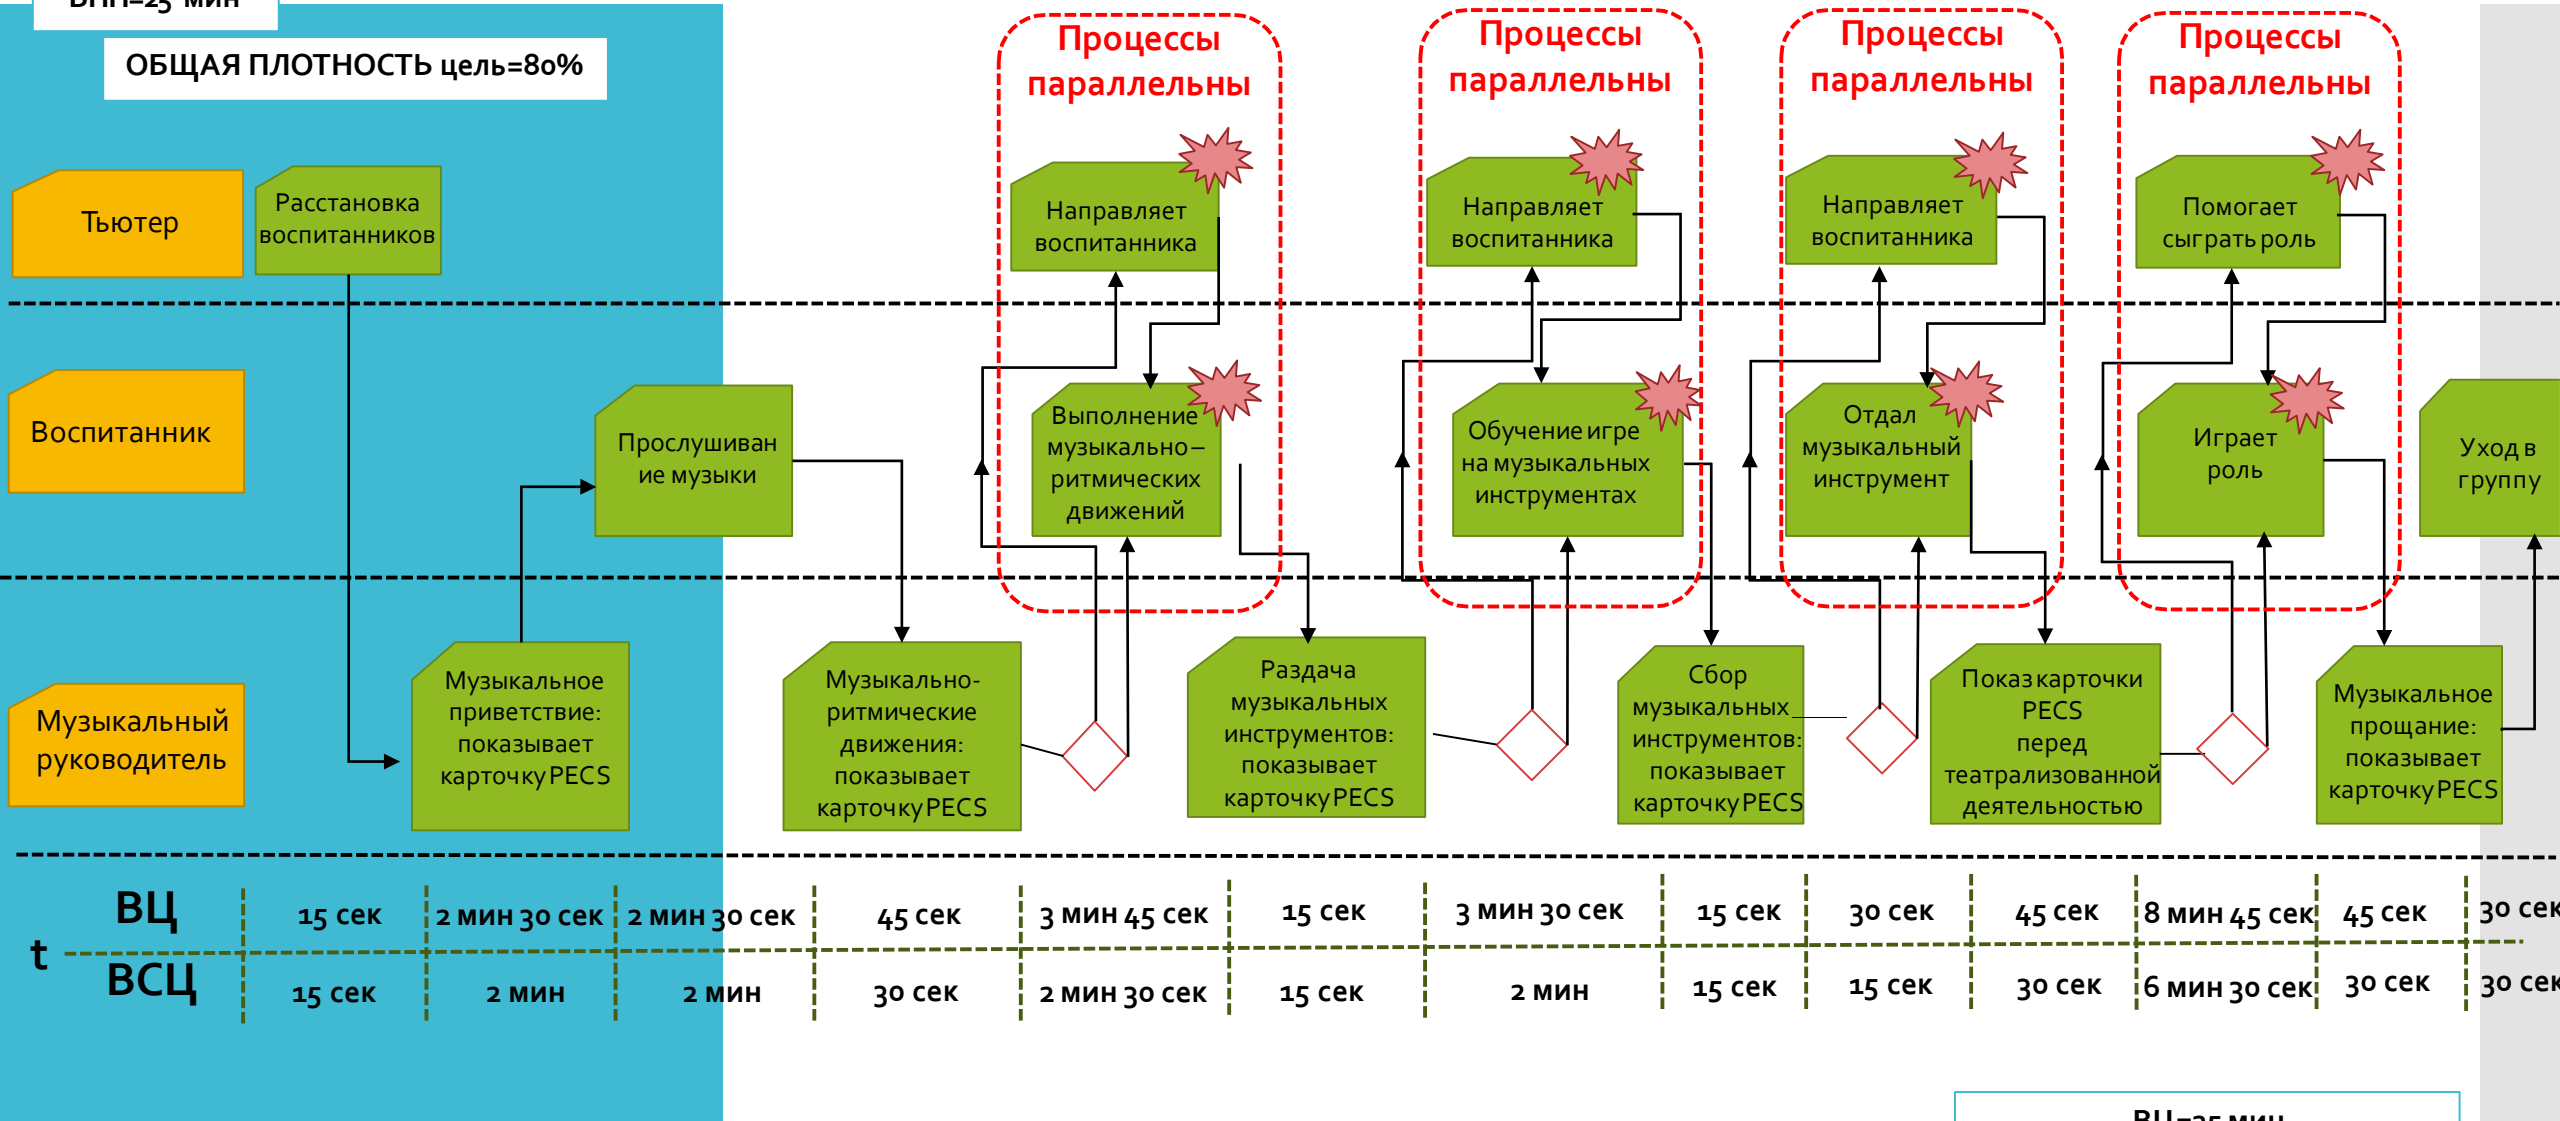 ВПП=25 мин
ОБЩАЯ ПЛОТНОСТЬ цель=80%
Процессы
параллельны
Процессы
параллельны
Процессы
параллельны
Процессы
параллельны
Тьютер
Расстановка
воспитанников
Направляет
воспитанника
Направляет
воспитанника
Направляет
воспитанника
Помогает
сыграть роль
Воспитанник
Прослушиван
ие музыки
Выполнение
музыкально–
ритмических
движений
Обучение игре
на музыкальных
инструментах
Отдал
музыкальный
инструмент
Играет
роль
Уход в
группу
Музыкальный
руководитель
Музыкальное
приветствие:
показывает
карточку PECS
Музыкально-
ритмические
движения:
показывает
карточку PECS
Раздача
музыкальных
инструментов:
показывает
карточку PECS
Сбор
музыкальных
инструментов:
показывает
карточку PECS
Показ карточки
PECS
перед
театрализованной
деятельностью
Музыкальное
прощание:
показывает
карточку PECS
t
ВЦ
15 сек
2 мин 30 сек
2 мин 30 сек
45 сек
3 мин 45 сек
15 сек
3 мин 30 сек
15 сек
30 сек
45 сек
8 мин 45 сек
45 сек
30 сек
ВСЦ
15 сек
2 мин
2 мин
30 сек
2 мин 30 сек
15 сек
2 мин
15 сек
15 сек
30 сек
6 мин 30 сек
30 сек
30 сек
ВЦ=25 мин